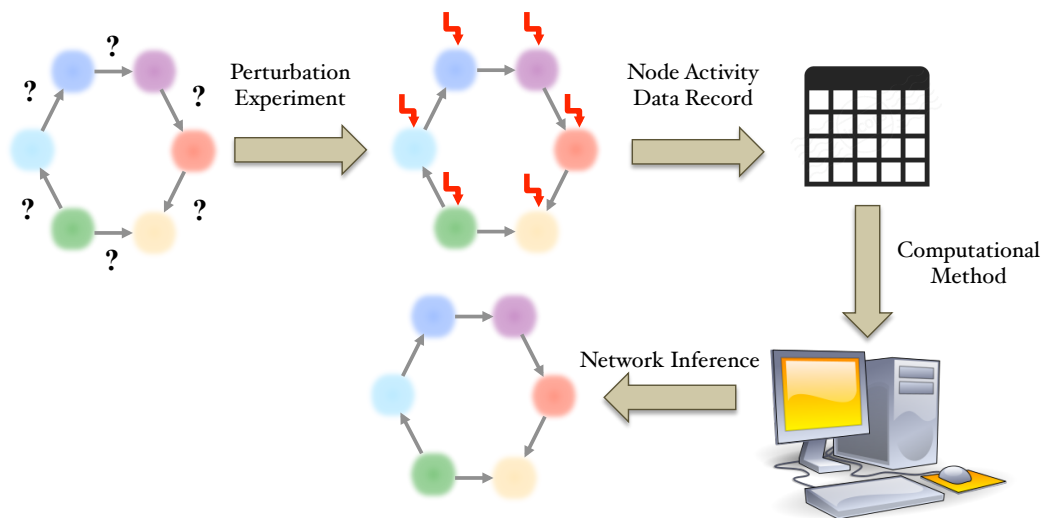 ?
?
?
?
?
?
Perturbation
Experiment
Node Activity
Data Record
Computational
Method
Network Inference